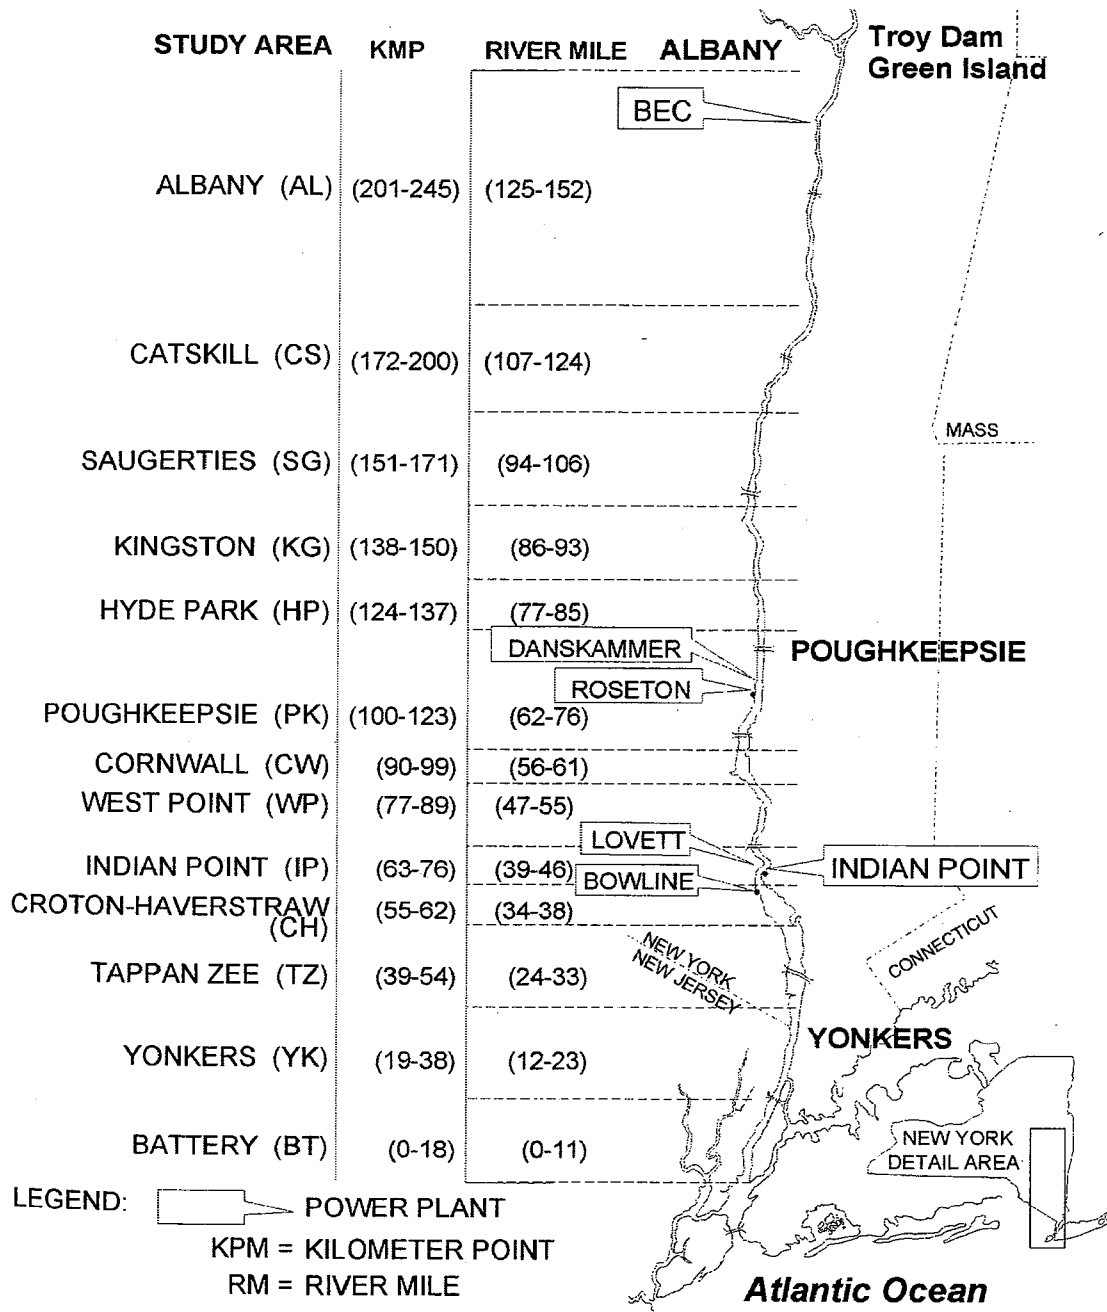 STUDY AREA KMP RIVER MILE ALBANY
Troy Dam
Green Island
BEC
ALBANY (AL) (201-245) (125-152)
CATSKILL (CS) (172-200) (107-124)
MASS
SAUGERTIES (SG) (151-171) (94-106)
KINGSTON (KG) (138-150) (86-93)
HYDE PARK (HP) (124-137) (77-85)
DANSKAMMER
POUGHKEEPSIE
ROSETON
POUGHKEEPSIE (PK) (100-123) (62-76)
CORNWALL (CW) (90-99) (56-61)
WEST POINT (WP) (77-89) (47-55)
LOVETT
INDIAN POINT (IP) (63-76) (39-46)
INDIAN POINT
BOWLINE
CROTON-HAVERSTRAW
(CH) (55-62) (34-38)
NEW YORK
NEW JERSEY
CONNECTICUT
TAPPAN ZEE (TZ) (39-54) (24-33)
YONKERS
YONKERS (YK) (19-38) (12-23)
BATTERY (BT) (0-18) (0-11)
NEW YORK
DETAIL AREA
LEGEND: POWER PLANT
KPM = KILOMETER POINT
RM = RIVER MILE
Atlantic Ocean